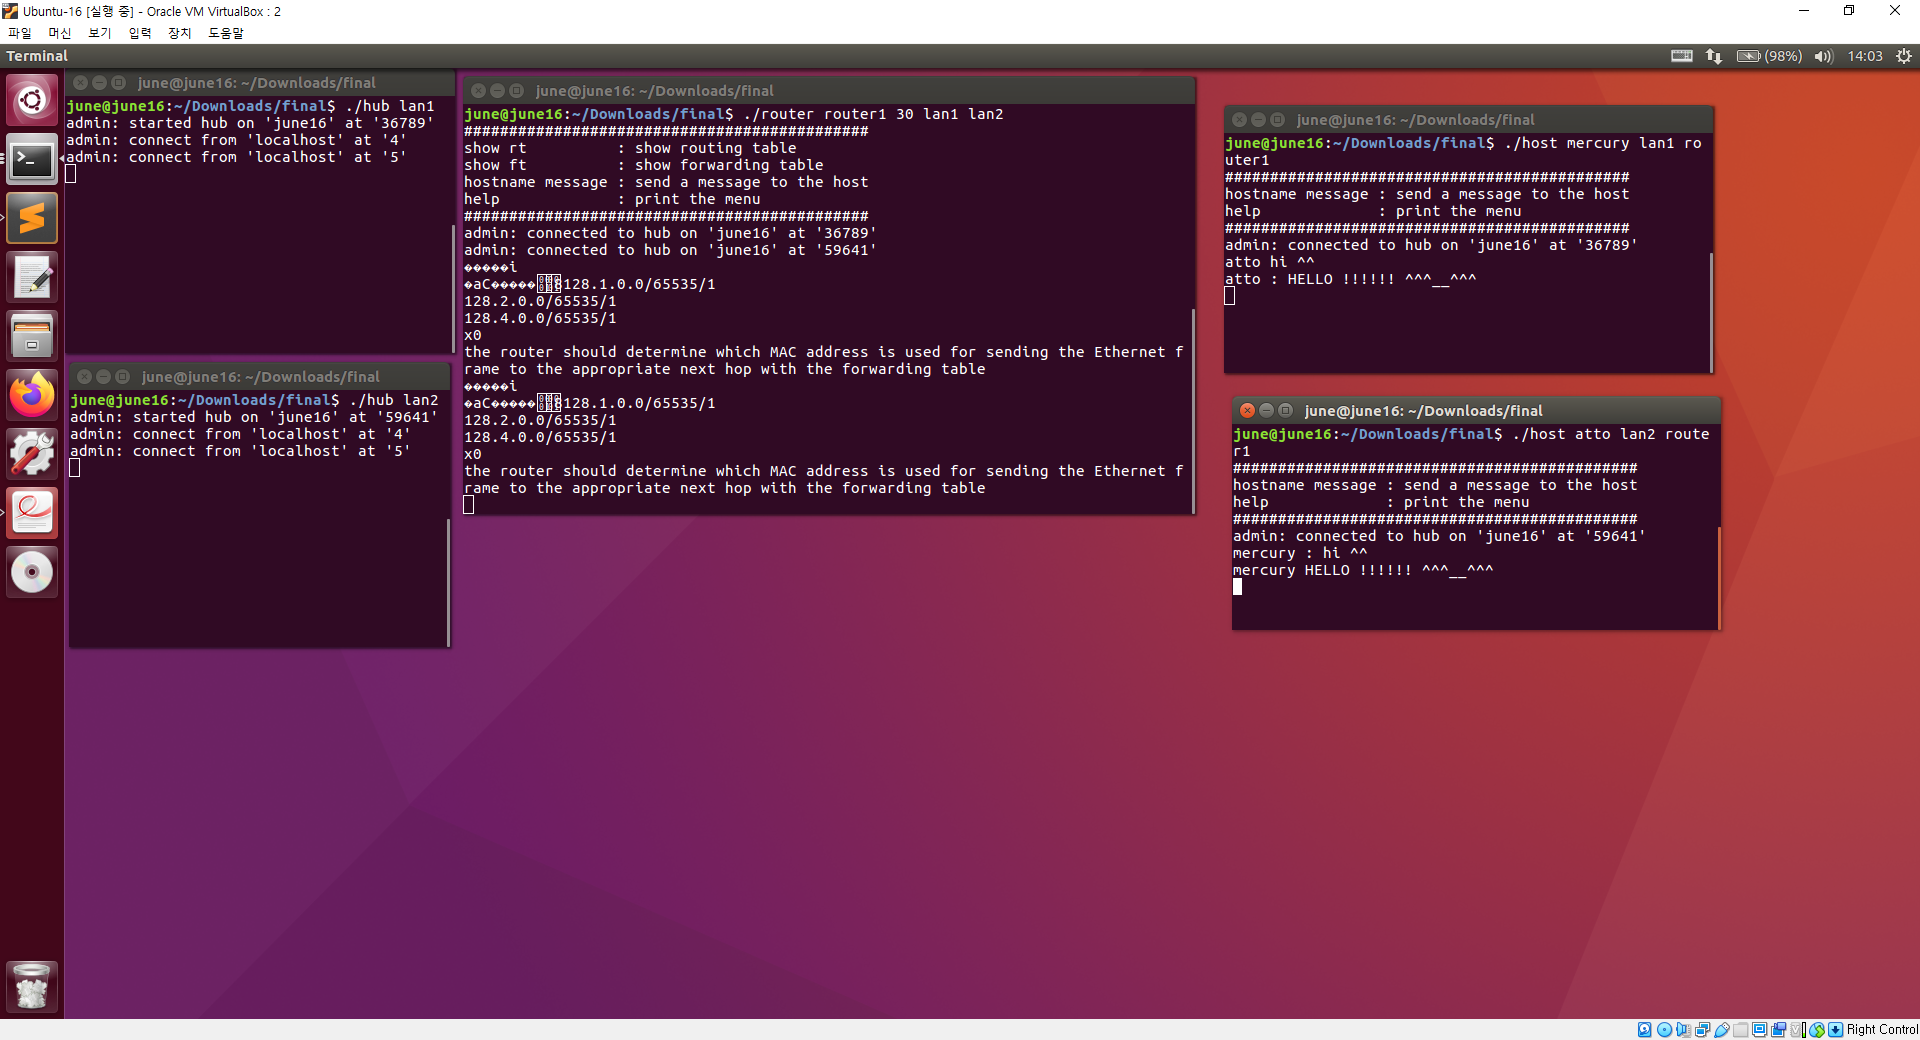 Ubuntu-16 [실행 중] - Oracle VM VirtualBox : 2
파일 머신 보기 입력 장치 도움말
Terminal
(98%) 14:03
june@june16: ~/Downloads/final
june@june16:~/Downloads/final$ ./hub lan1
admin: started hub on 'june16' at '36789'
admin: connect from 'localhost' at '4'
admin: connect from 'localhost' at '5'
june@june16: ~/Downloads/final
june@june16:~/Downloads/final$ ./hub lan2
admin: started hub on 'june16' at '59641'
admin: connect from 'localhost' at '4'
admin: connect from 'localhost' at '5'
june@june16: ~/Downloads/final
june@june16:~/Downloads/final$ ./router router1 30 lan1 lan2
#############################################
show rt          : show routing table
show ft          : show forwarding table
hostname message : send a message to the host
help             : print the menu
#############################################
admin: connected to hub on 'june16' at '36789'
admin: connected to hub on 'june16' at '59641'
�����i
�aC�����128.1.0.0/65535/1
128.2.0.0/65535/1
128.4.0.0/65535/1
x0
the router should determine which MAC address is used for sending the Ethernet f
rame to the appropriate next hop with the forwarding table
�����i
�aC�����128.1.0.0/65535/1
128.2.0.0/65535/1
128.4.0.0/65535/1
x0
the router should determine which MAC address is used for sending the Ethernet f
rame to the appropriate next hop with the forwarding table
june@june16: ~/Downloads/final
june@june16:~/Downloads/final$ ./host mercury lan1 ro
uter1
#############################################
hostname message : send a message to the host
help             : print the menu
#############################################
admin: connected to hub on 'june16' at '36789'
atto hi ^^
atto : HELLO !!!!!! ^^^__^^^
june@june16: ~/Downloads/final
june@june16:~/Downloads/final$ ./host atto lan2 route
r1
#############################################
hostname message : send a message to the host
help             : print the menu
#############################################
admin: connected to hub on 'june16' at '59641'
mercury : hi ^^
mercury HELLO !!!!!! ^^^__^^^
Right Control